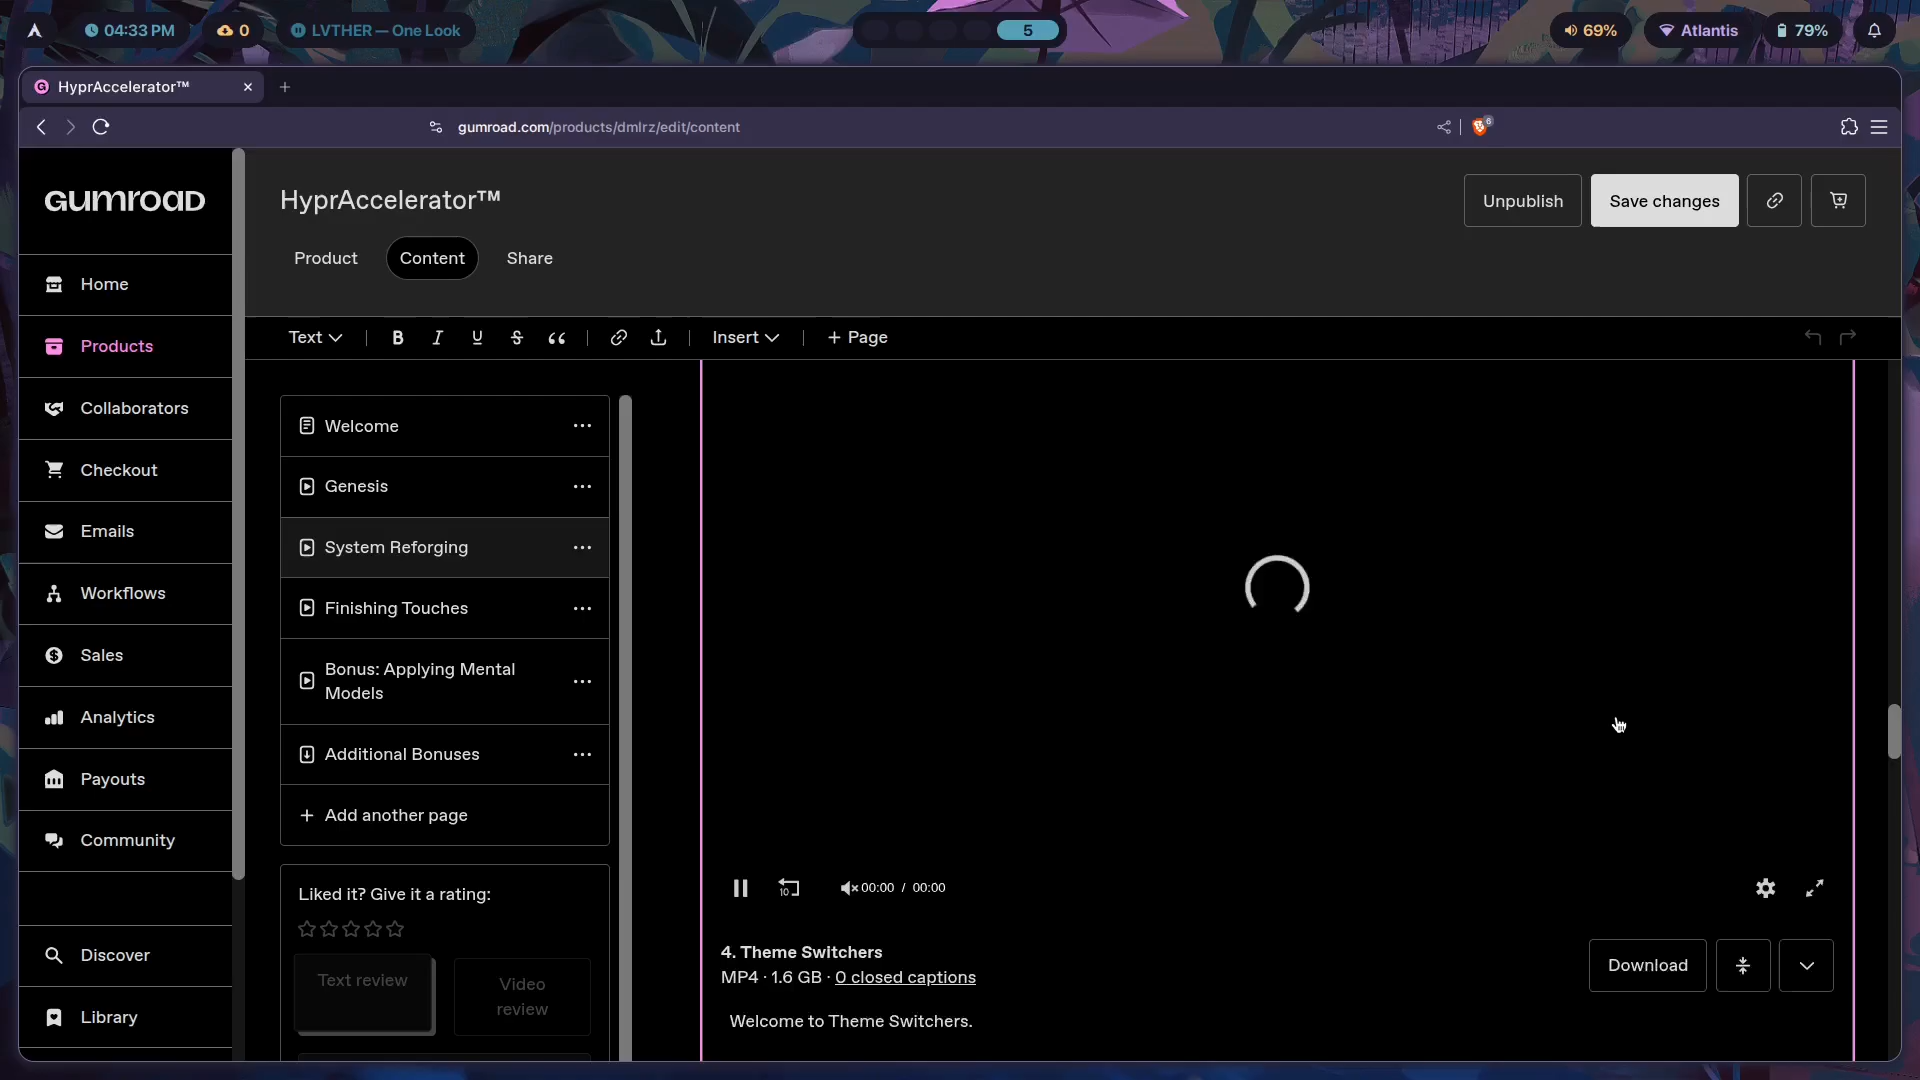 04:33 PM
0
LVTHER — One Look
5
69%
Atlantis
79%
HyprAccelerator™
gumroad.com/products/dmlrz/edit/content
6
GUMROAD
Home
Products
Collaborators
Checkout
Emails
Workflows
Sales
Analytics
Payouts
Community
Discover
Library
HyprAccelerator™
Unpublish
Save changes
Product
Content
Share
Text
B
I
U
S
Insert
+ Page
Welcome
Genesis
System Reforging
Finishing Touches
Bonus: Applying Mental
Models
Additional Bonuses
+ Add another page
Liked it? Give it a rating:
Text review
Video
review
10
00:00 / 00:00
4. Theme Switchers
MP4 · 1.6 GB · 0 closed captions
Download
Welcome to Theme Switchers.